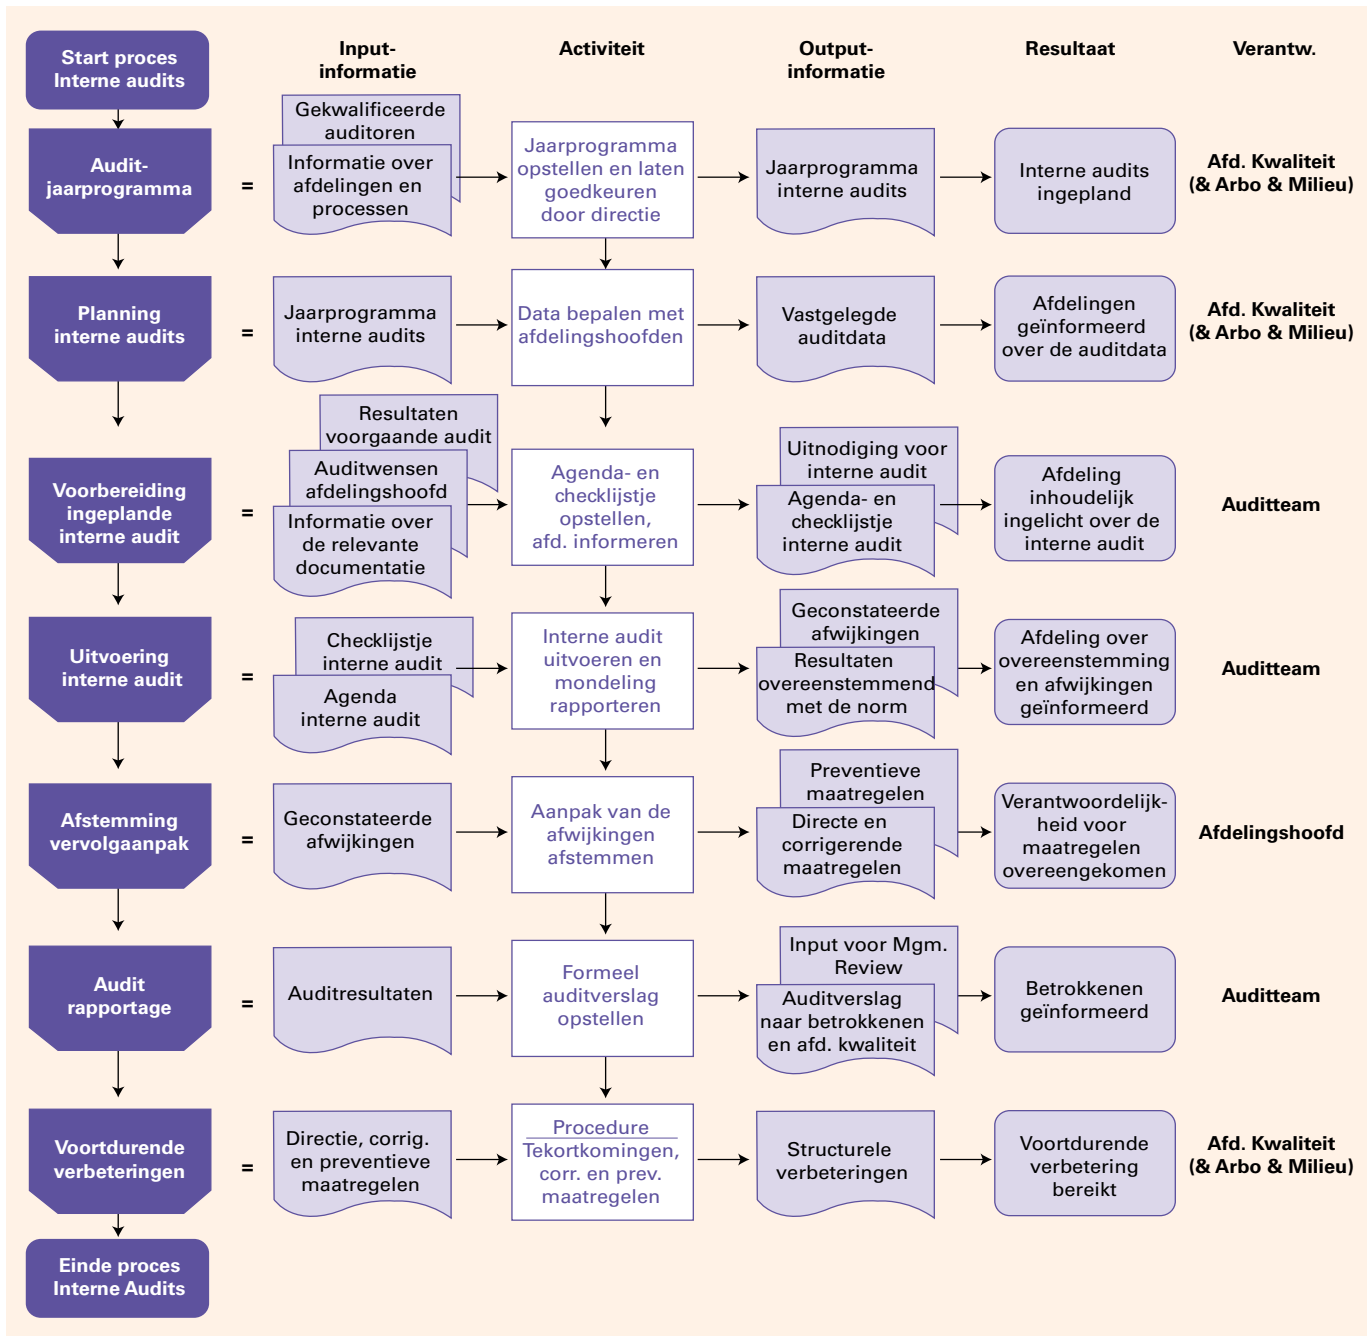 Start proces
Interne audits
Input-
informatie
Activiteit
Output-
informatie
Resultaat
Verantw.
Audit-
jaarprogramma
=
Gekwalificeerde
auditoren
Informatie over
afdelingen en
processen
Jaarprogramma
opstellen en laten
goedkeuren
door directie
Jaarprogramma
interne audits
Interne audits
ingepland
Afd. Kwaliteit
(& Arbo & Milieu)
Planning
interne audits
=
Jaarprogramma
interne audits
Data bepalen met
afdelingshoofden
Vastgelegde
auditdata
Afdelingen
geïnformeerd
over de auditdata
Afd. Kwaliteit
(& Arbo & Milieu)
Voorbereiding
ingeplande
interne audit
=
Resultaten
voorgaande audit
Auditwensen
afdelingshoofd
Informatie over
de relevante
documentatie
Agenda- en
checklijstje
opstellen,
afd. informeren
Uitnodiging voor
interne audit
Agenda- en
checklijstje
interne audit
Afdeling
inhoudelijk
ingelicht over de
interne audit
Auditteam
Uitvoering
interne audit
=
Checklijstje
interne audit
Agenda
interne audit
Interne audit
uitvoeren en
mondeling
rapporteren
Geconstateerde
afwijkingen
Resultaten
overeenstemmend
met de norm
Afdeling over
overeenstemming
en afwijkingen
geïnformeerd
Auditteam
Afstemming
vervolgaanpak
=
Geconstateerde
afwijkingen
Aanpak van de
afwijkingen
afstemmen
Preventieve
maatregelen
Directe en
corrigerende
maatregelen
Verantwoordelijk-
heid voor
maatregelen
overeengekomen
Afdelingshoofd
Audit
rapportage
=
Auditresultaten
Formeel
auditverslag
opstellen
Input voor Mgm.
Review
Auditverslag
naar betrokkenen
en afd. kwaliteit
Betrokkenen
geïnformeerd
Auditteam
Voortdurende
verbeteringen
=
Directie, corrig.
en preventieve
maatregelen
Procedure
Tekortkomingen,
corr. en prev.
maatregelen
Structurele
verbeteringen
Voortdurende
verbetering
bereikt
Afd. Kwaliteit
(& Arbo & Milieu)
Einde proces
Interne Audits